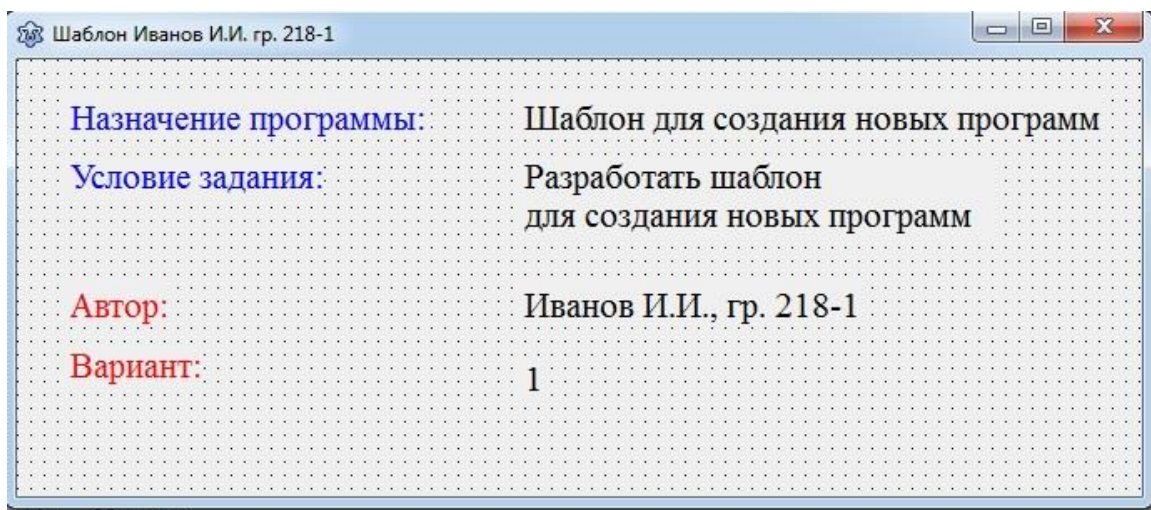 Шаблон Иванов И.И. гр. 218-1
Назначение программы: Шаблон для создания новых программ
Условие задания: Разработать шаблон
для создания новых программ
Автор: Иванов И.И., гр. 218-1
Вариант: 1